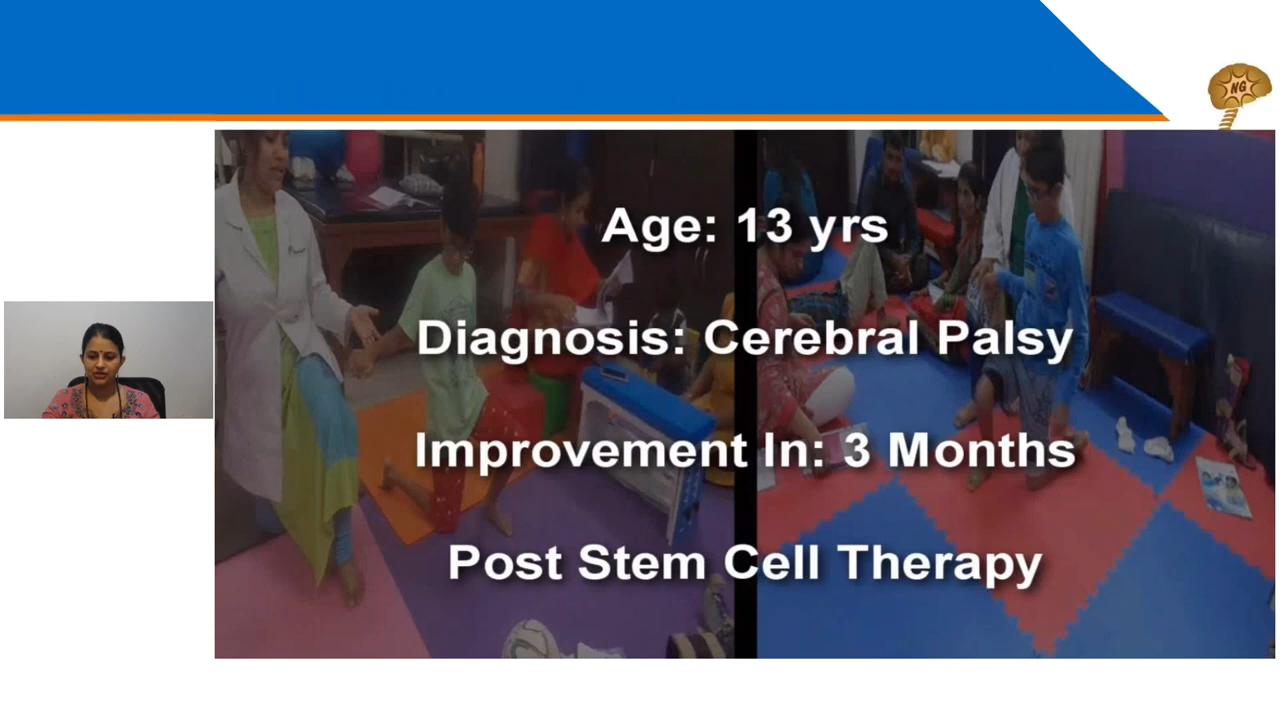 NG
Age: 13 yrs
Diagnosis: Cerebral Palsy
Improvement In: 3 Months
Post Stem Cell Therapy